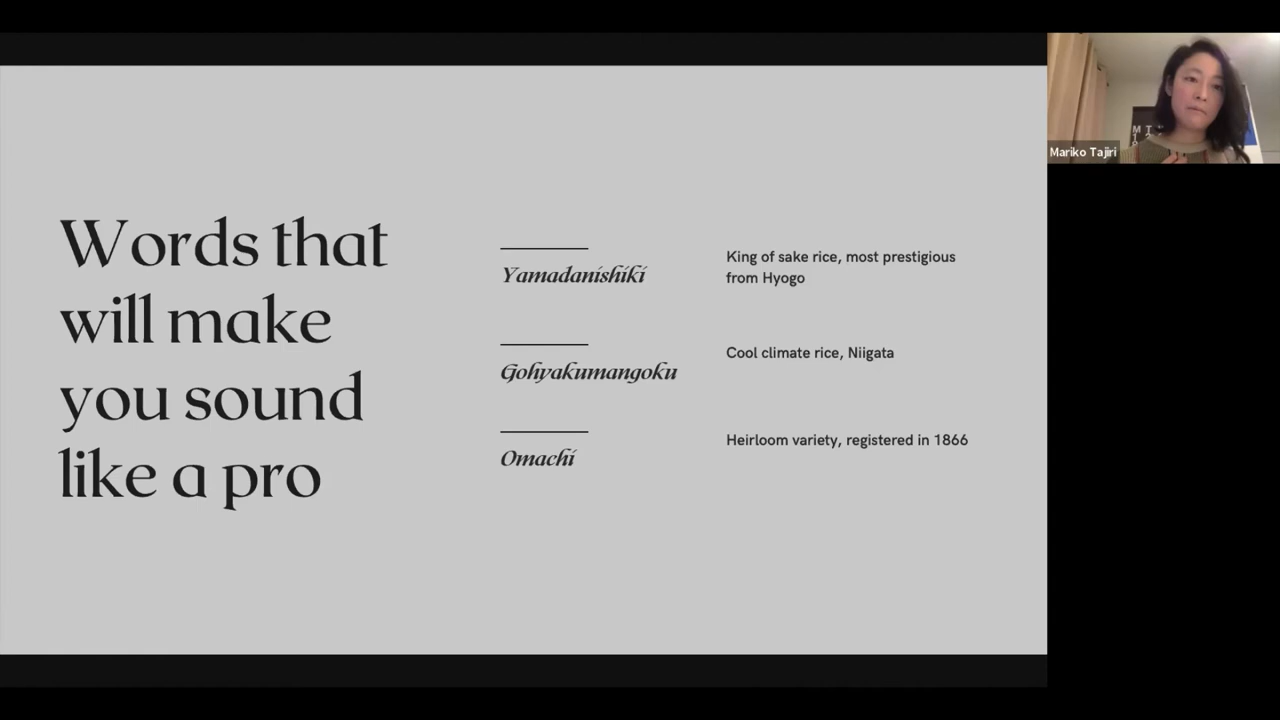 Words that
will make
you sound
like a pro
Yamadanishiki
King of sake rice, most prestigious
from Hyogo
Gohyakumangoku
Cool climate rice, Niigata
Omachi
Heirloom variety, registered in 1866
Mariko Tajiri